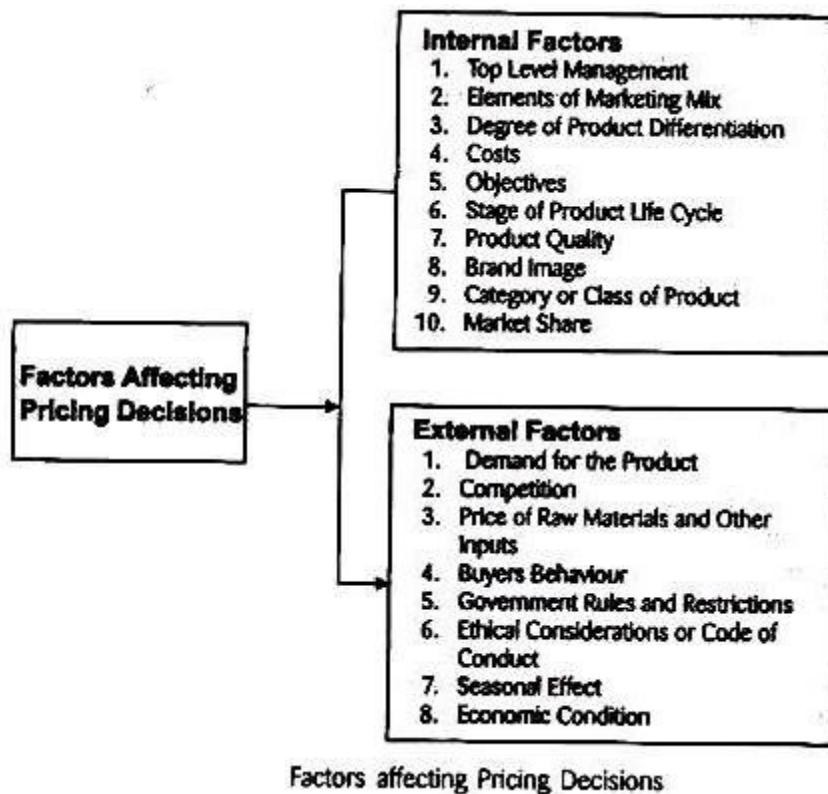 Internal Factors
1. Top Level Management
2. Elements of Marketing Mix
3. Degree of Product Differentiation
4. Costs
5. Objectives
6. Stage of Product Life Cycle
7. Product Quality
8. Brand Image
9. Category or Class of Product
10. Market Share
Factors Affecting
Pricing Decisions
External Factors
1. Demand for the Product
2. Competition
3. Price of Raw Materials and Other
Inputs
4. Buyers Behaviour
5. Government Rules and Restrictions
6. Ethical Considerations or Code of
Conduct
7. Seasonal Effect
8. Economic Condition
Factors affecting Pricing Decisions